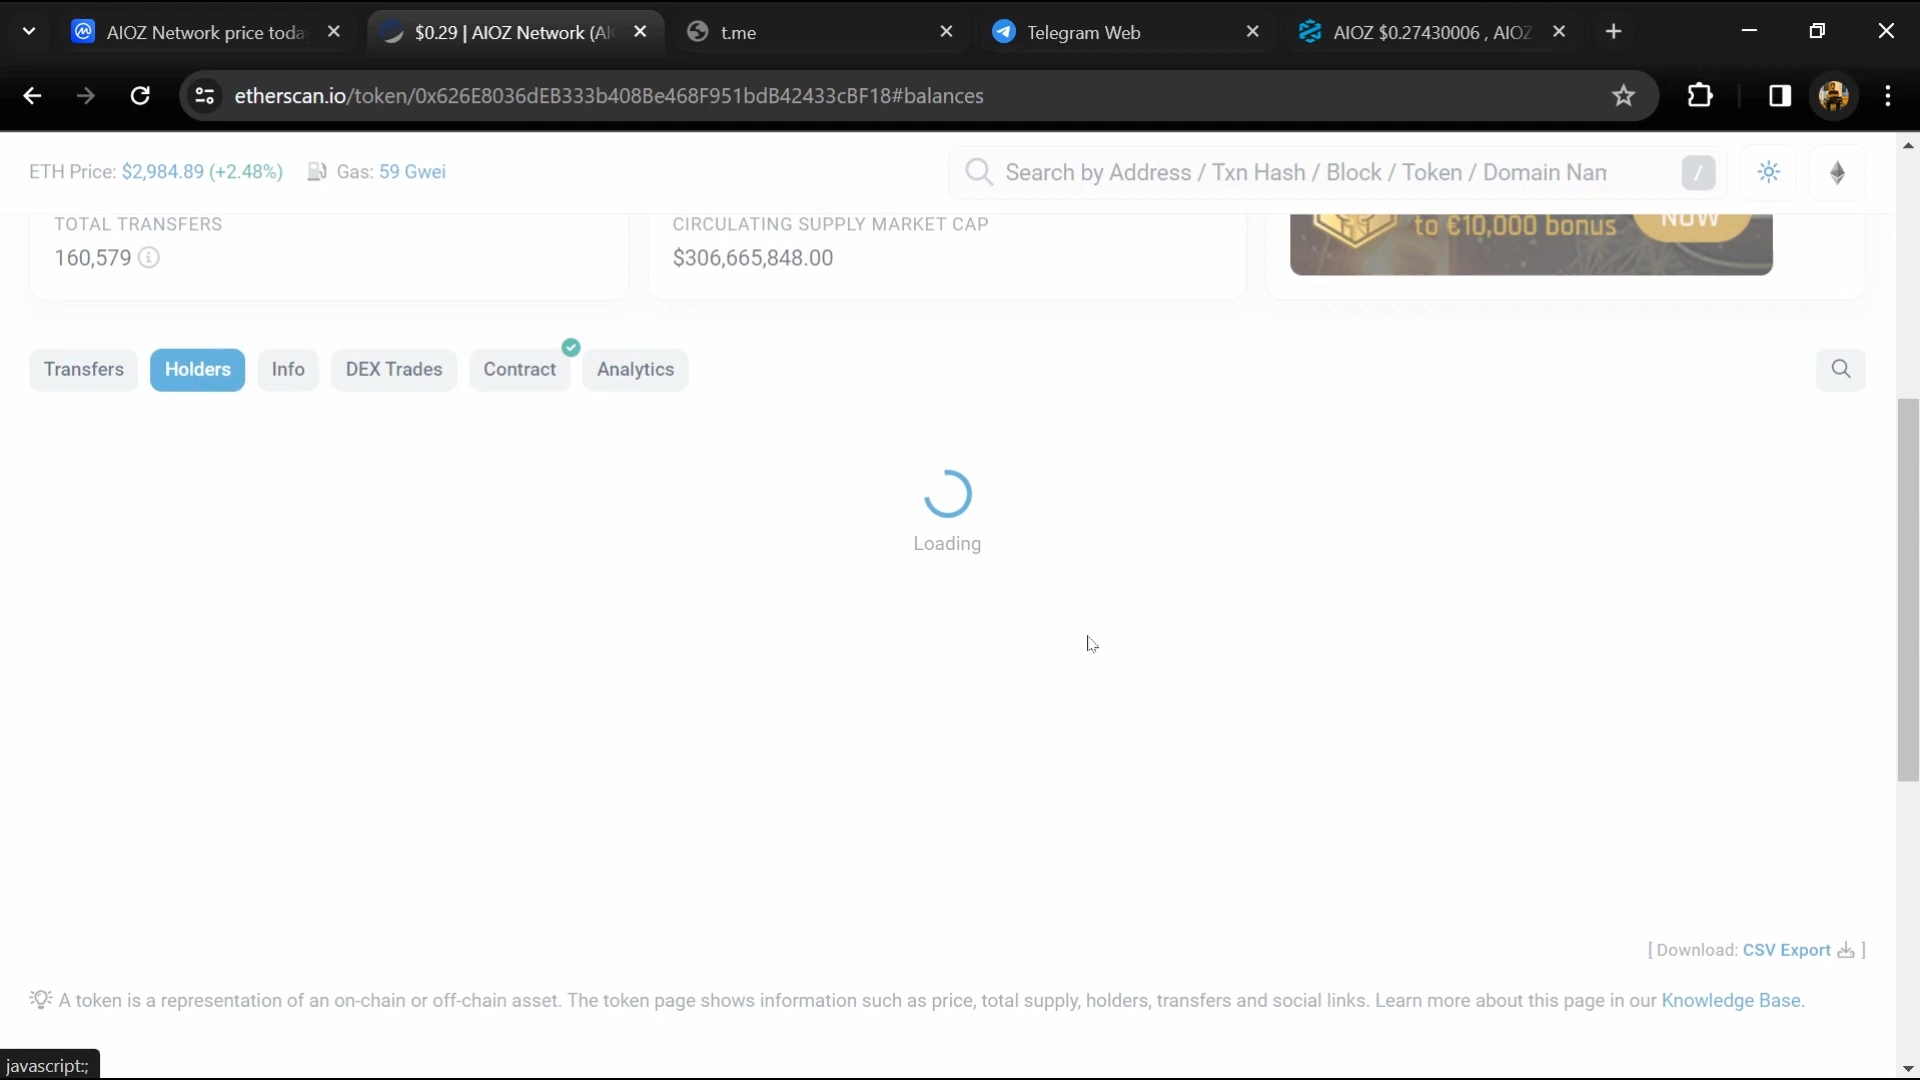 AIOZ Network price toda
$0.29 | AIOZ Network (AI
t.me
Telegram Web
AIOZ $0.27430006 , AIOZ
etherscan.io/token/0x626E8036dEB333b408Be468F951bdB42433cBF18#balances
ETH Price: $2,984.89 (+2.48%)
Gas: 59 Gwei
Search by Address / Txn Hash / Block / Token / Domain Nam
/
TOTAL TRANSFERS
160,579
CIRCULATING SUPPLY MARKET CAP
$306,665,848.00
to €10,000 bonus
NOW
Transfers
Holders
Info
DEX Trades
Contract
Analytics
Loading
[ Download: CSV Export ]
A token is a representation of an on-chain or off-chain asset. The token page shows information such as price, total supply, holders, transfers and social links. Learn more about this page in our Knowledge Base.
javascript:;